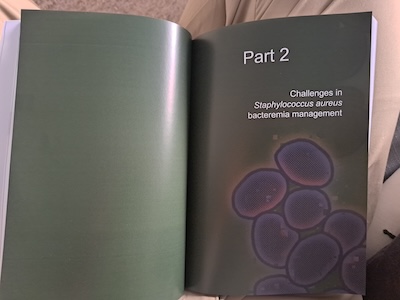 Part 2
Challenges in
Staphylococcus aureus
bacteremia management